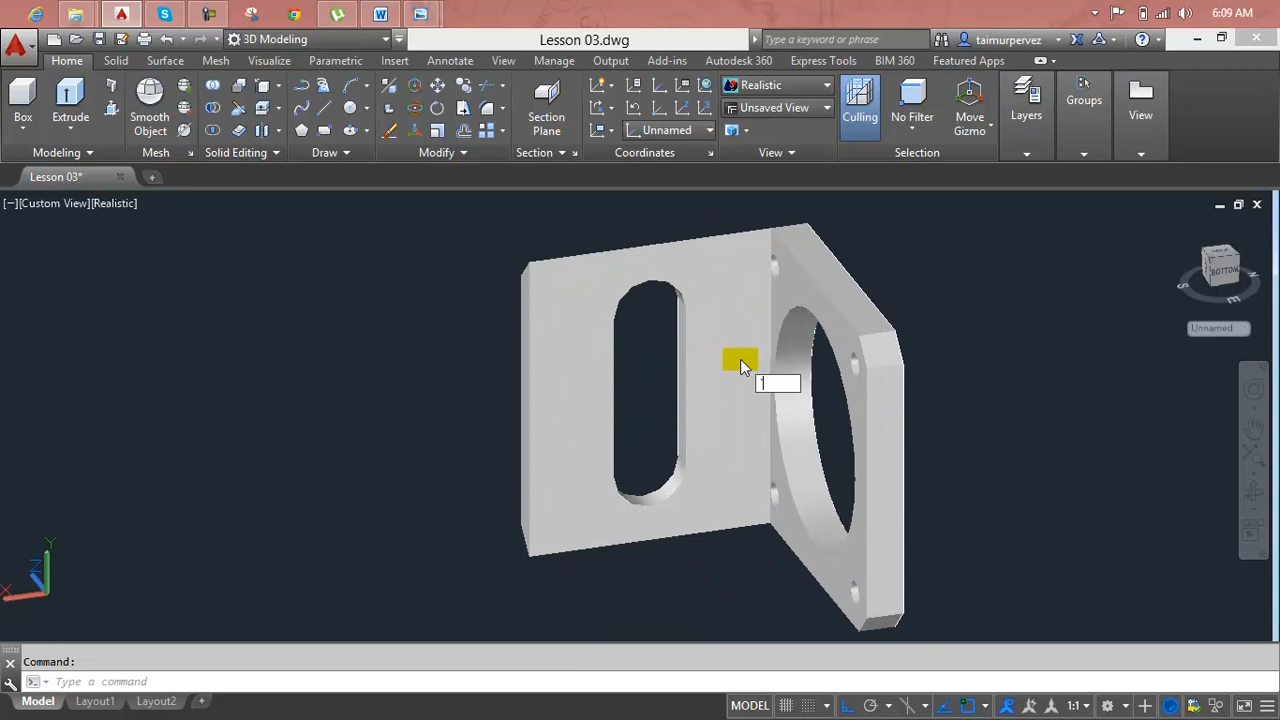 6:09 AM
3D Modeling
Lesson 03.dwg
Type a keyword or phrase
taimurpervez
Home Solid Surface Mesh Visualize Parametric Insert Annotate View Manage Output Add-ins Autodesk 360 Express Tools BIM 360 Featured Apps
Box
Extrude
Smooth
Object
Section
Plane
Realistic
Unsaved View
Unnamed
Culling
No Filter
Move
Gizmo
Layers
Groups
View
Modeling
Mesh
Solid Editing
Draw
Modify
Section
Coordinates
View
Selection
Lesson 03*
[−][Custom View][Realistic]
BOTTOM
S
E
Unnamed
Y
Z
X
Command:
Type a command
Model Layout1 Layout2
MODEL
1:1